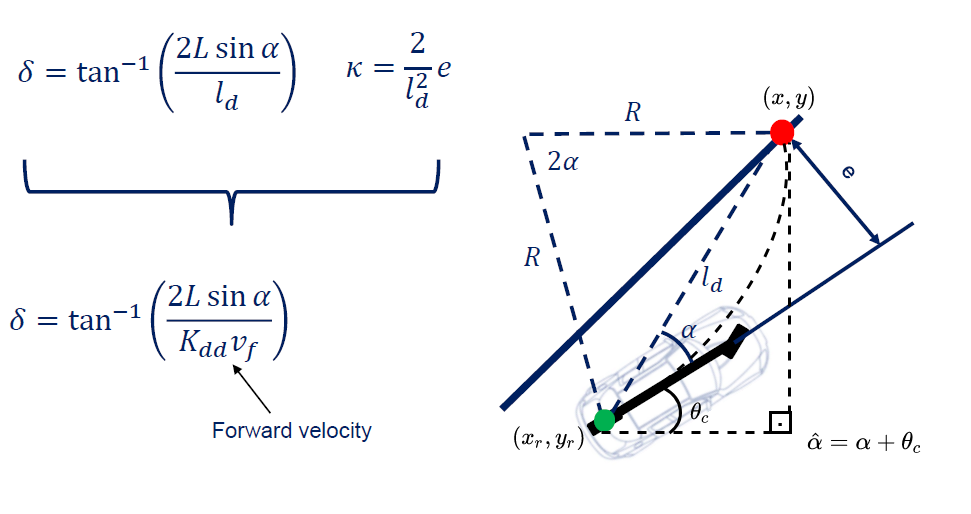 δ = tan⁻¹(2L sin α / l_d)
κ = 2/l_d² e
δ = tan⁻¹(2L sin α / K_dd v_f)
Forward velocity
(x, y)
R
2α
e
R
l_d
α
θ_c
(x_r, y_r)
α̂ = α + θ_c